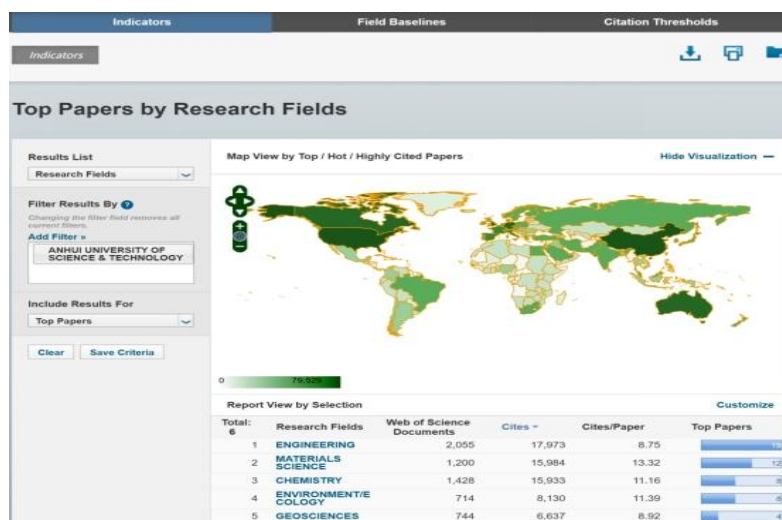 Indicators
Field Baselines
Citation Thresholds
Indicators
Top Papers by Research Fields
Results List
Research Fields
Filter Results By
Changing the filter field removes all
current filters.
Add Filter »
ANHUI UNIVERSITY OF
SCIENCE & TECHNOLOGY
Include Results For
Top Papers
Clear
Save Criteria
Map View by Top / Hot / Highly Cited Papers
Hide Visualization
0
79,529
Report View by Selection
Customize
Total:
6
Research Fields
Web of Science
Documents
Cites
Cites/Paper
Top Papers
1 ENGINEERING 2,055 17,973 8.75
2 MATERIALS
SCIENCE 1,200 15,984 13.32 12
3 CHEMISTRY 1,428 15,933 11.16
4 ENVIRONMENT/E
COLOGY 714 8,130 11.39
5 GEOSCIENCES 744 6,637 8.92